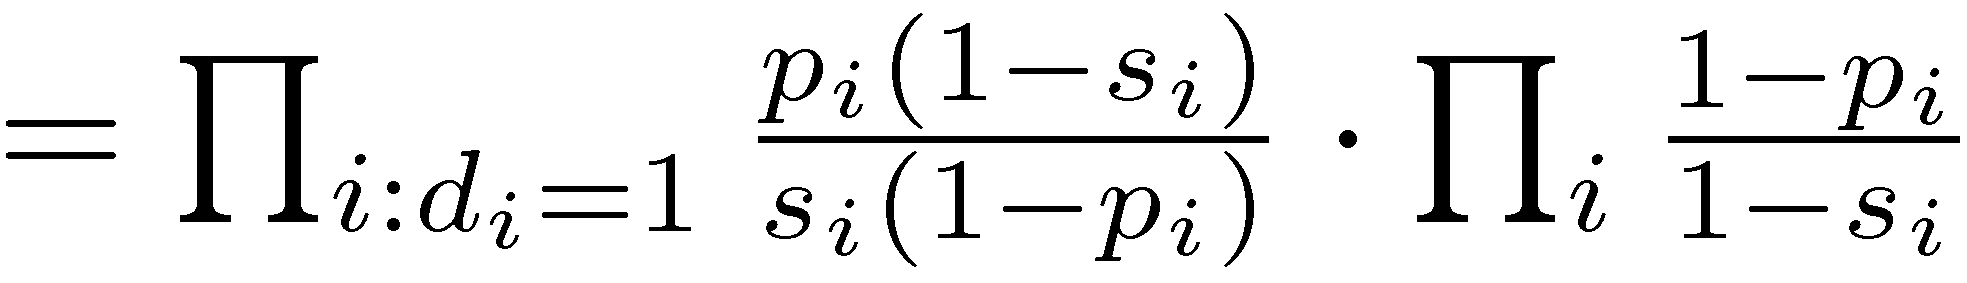 = ∏_{i:d_i=1} \frac{p_i(1−s_i)}{s_i(1−p_i)} · ∏_i \frac{1−p_i}{1−s_i}